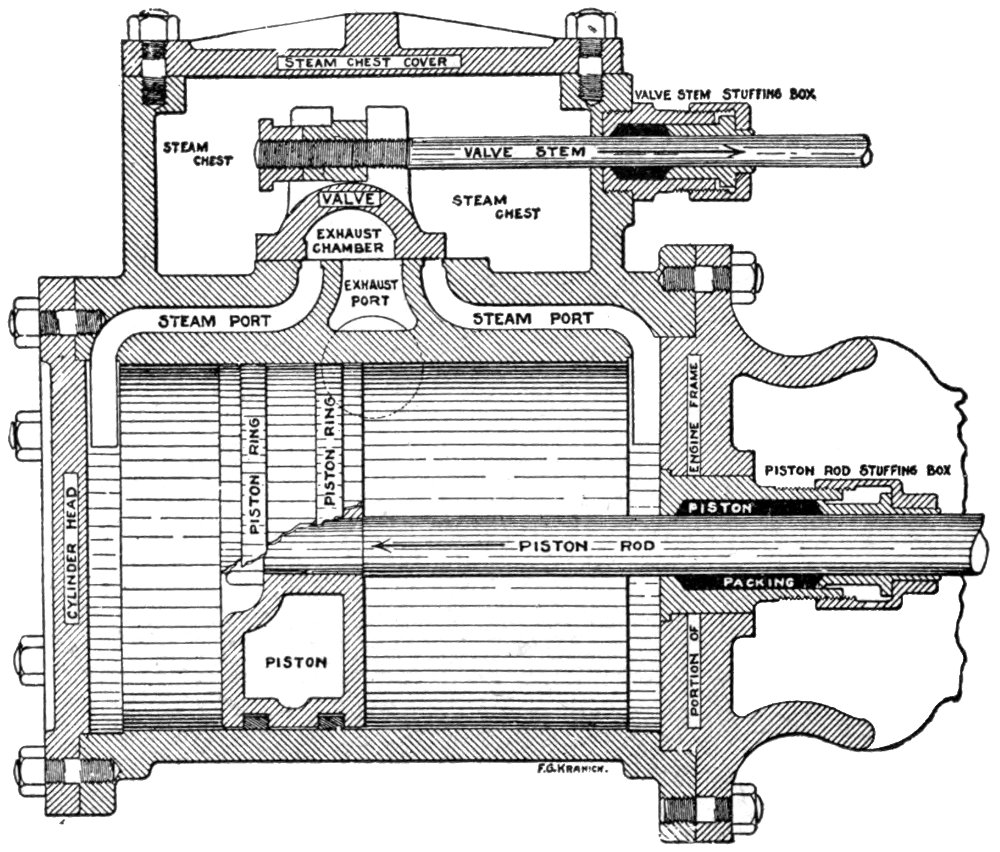 STEAM CHEST COVER
VALVE STEM STUFFING BOX
STEAM
CHEST
VALVE STEM
VALVE
STEAM
CHEST
EXHAUST
CHAMBER
EXHAUST
PORT
STEAM PORT
STEAM PORT
PISTON RING
PISTON RING
ENGINE FRAME
PISTON ROD STUFFING BOX
PISTON
PISTON ROD
PACKING
CYLINDER HEAD
PISTON
PORTION OF
F.G. KRANICH.